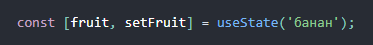 const [fruit, setFruit] = useState('банан');